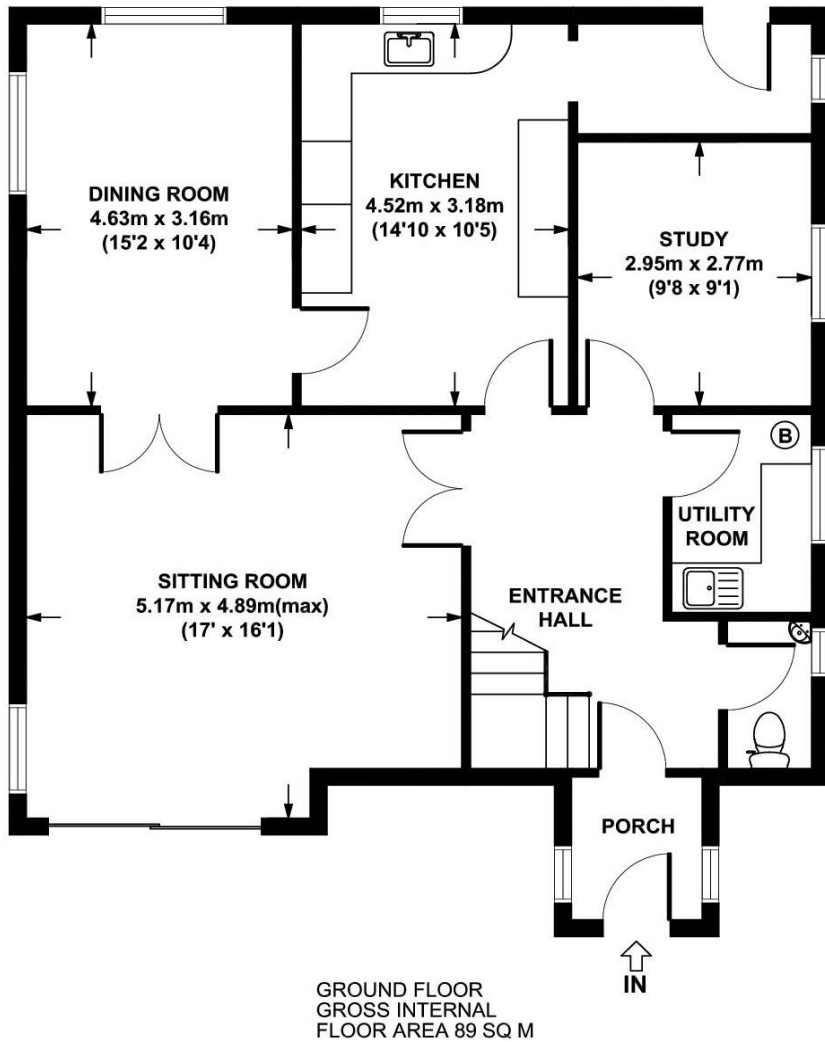 DINING ROOM
4.63m x 3.16m
(15'2 x 10'4)
KITCHEN
4.52m x 3.18m
(14'10 x 10'5)
STUDY
2.95m x 2.77m
(9'8 x 9'1)
B
UTILITY
ROOM
SITTING ROOM
5.17m x 4.89m(max)
(17' x 16'1)
ENTRANCE
HALL
PORCH
IN
GROUND FLOOR
GROSS INTERNAL
FLOOR AREA 89 SQ M